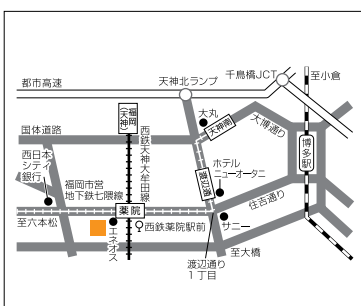 千鳥橋JCT
至小倉
都市高速
天神北ランプ
福岡
(天神)
大丸
天神南
大博通り
国体道路
西鉄天神大牟田線
博多駅
西日本
シティ
銀行
福岡市営
地下鉄七隈線
渡辺通
ホテル
ニューオータニ
住吉通り
薬院
至六本松
エネオス
西鉄薬院駅前
サニー
渡辺通り
1丁目
至大橋